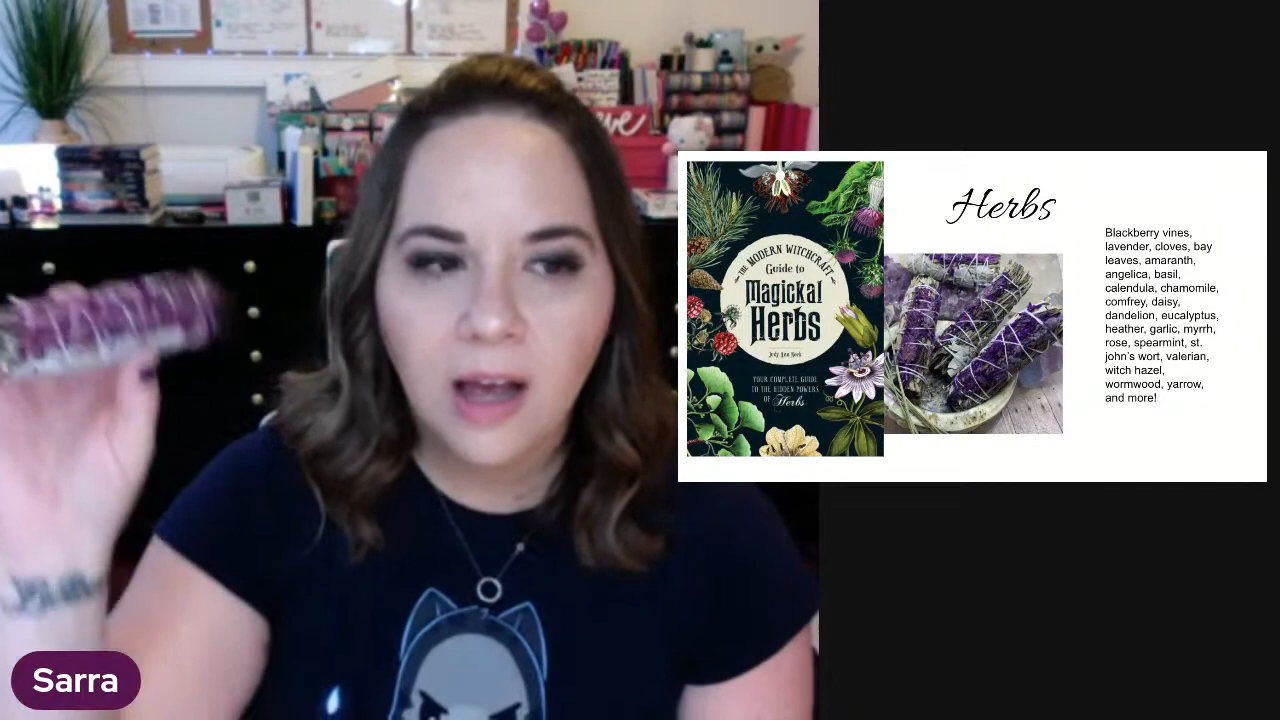 Sarra
THE MODERN WITCHCRAFT
Guide to
Magickal
Herbs
Judy Ann Nock
YOUR COMPLETE GUIDE
TO THE HIDDEN POWERS
OF Herbs
Herbs
Blackberry vines,
lavender, cloves, bay
leaves, amaranth,
angelica, basil,
calendula, chamomile,
comfrey, daisy,
dandelion, eucalyptus,
heather, garlic, myrrh,
rose, spearmint, st.
john's wort, valerian,
witch hazel,
wormwood, yarrow,
and more!